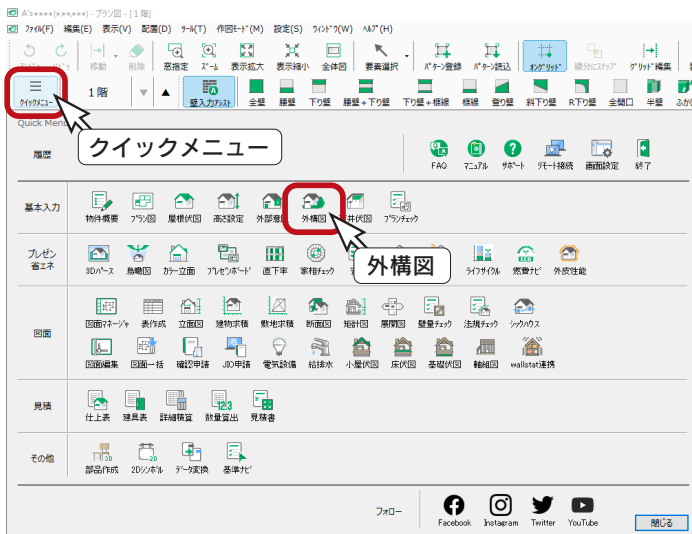 A's****(*.**,***) - プラン図 - [1 階]
ファイル(F) 編集(E) 表示(V) 配置(D) ツール(T) 作図モード(M) 設定(S) ウィンドウ(W) ヘルプ(H)
移動 削除 窓指定 ズーム 表示拡大 表示縮小 全体図 要素選択 パターン登録 パターン読込 オングリッド 線分にスナップ グリッド編集
クイックメニュー 1 階 ▼ ▲ 壁入力アシスト 全壁 腰壁 下り壁 腰壁+下り壁 下り壁+框線 框線 登り壁 斜下り壁 R下り壁 全開口 半壁 ふかし
Quick Menu
クイックメニュー
履歴 FAQ マニュアル サポート リモート接続 画面設定 終了
基本入力 物件概要 プラン図 屋根伏図 高さ設定 外部意匠 外構図 天井伏図 プランチェック
外構図
プレゼン 省エネ 3Dパース 鳥瞰図 カラー立面 プレゼンボード 直下率 家相チェック ライフサイクル 燃費ナビ 外皮性能
図面 図面マネージャ 表作成 立面図 建物求積 敷地求積 断面図 矩計図 展開図 壁量チェック 法規チェック シックハウス
図面編集 図面一括 確認申請 JIO申請 電気設備 給排水 小屋伏図 床伏図 基礎伏図 軸組図 wallstat連携
見積 仕上表 建具表 詳細積算 数量算出 見積書
その他 部品作成 2Dシンボル データ変換 基準ナビ
フォロー Facebook Instagram Twitter YouTube 閉じる